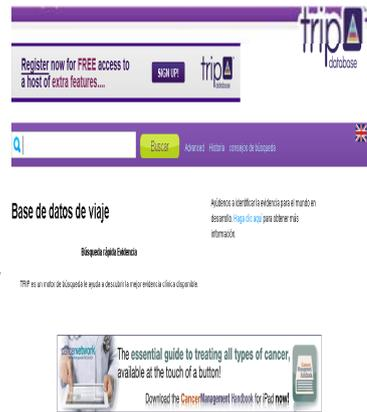 trip
database
Register now for FREE access to
a host of extra features....
SIGN UP!
trip
database
Buscar
Advanced Historia consejos de búsqueda
Base de datos de viaje
Búsqueda rápida Evidencia
TRIP es un motor de búsqueda le ayuda a descubrir la mejor evidencia clínica disponible.
Ayúdenos a identificar la evidencia para el mundo en
desarrollo. Haga clic aquí para obtener más
información.
cancernetwork
The essential guide to treating all types of cancer,
available at the touch of a button!
Download the CancerManagement Handbook for iPad now!